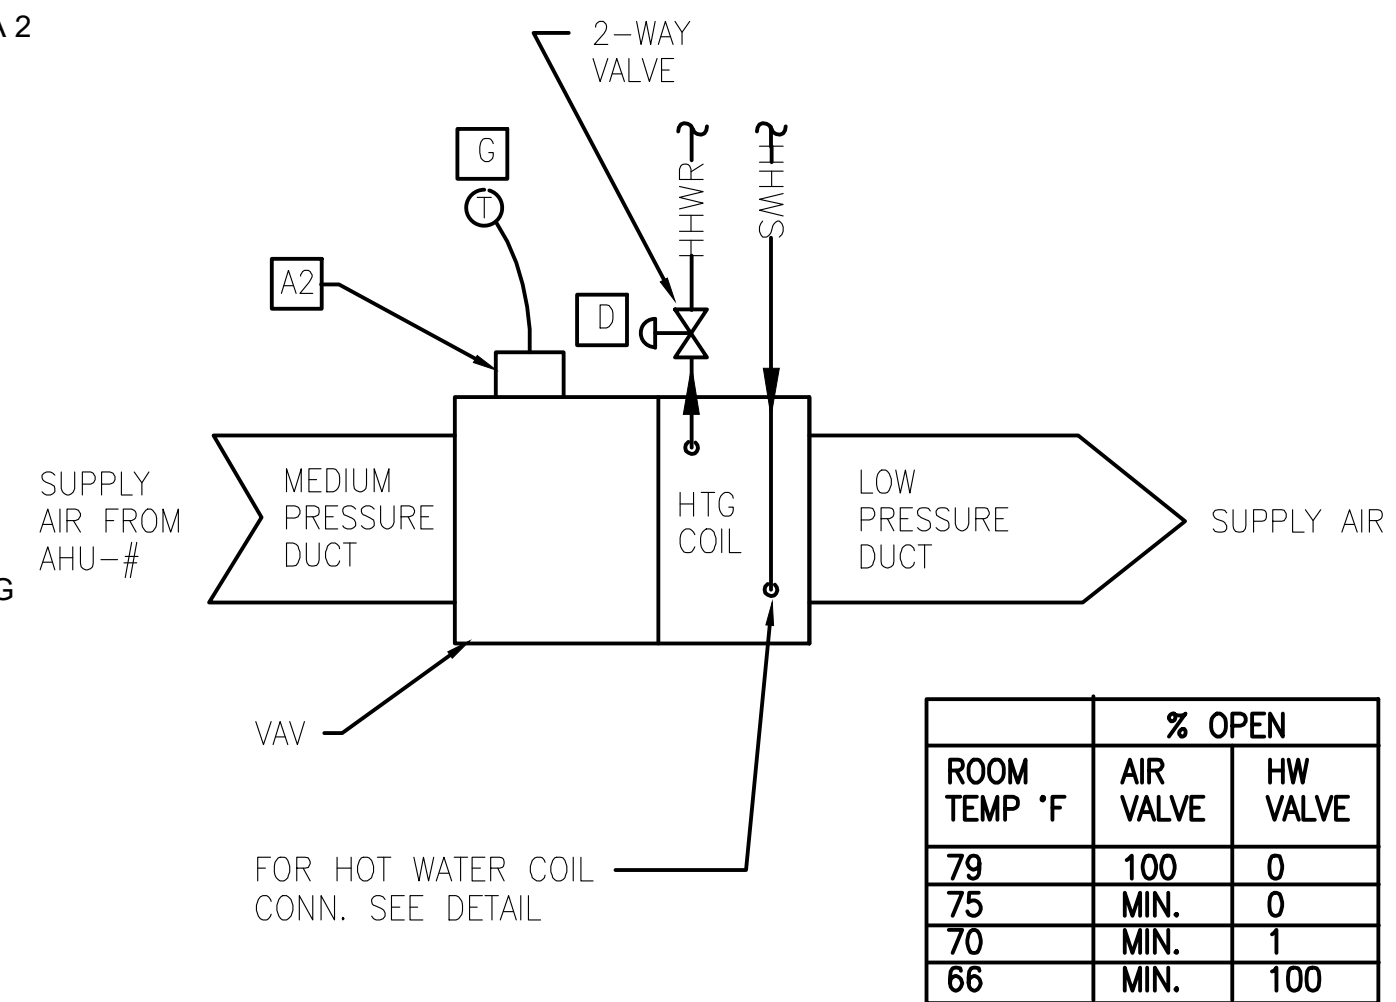 A 2
2-WAY
VALVE
G
T
HHWR
HHWS
A2
D
SUPPLY
AIR FROM
AHU-#
MEDIUM
PRESSURE
DUCT
HTG
COIL
LOW
PRESSURE
DUCT
SUPPLY AIR
G
VAV
FOR HOT WATER COIL
CONN. SEE DETAIL
% OPEN
ROOM
TEMP °F
AIR
VALVE
HW
VALVE
79 100 0
75 MIN. 0
70 MIN. 1
66 MIN. 100